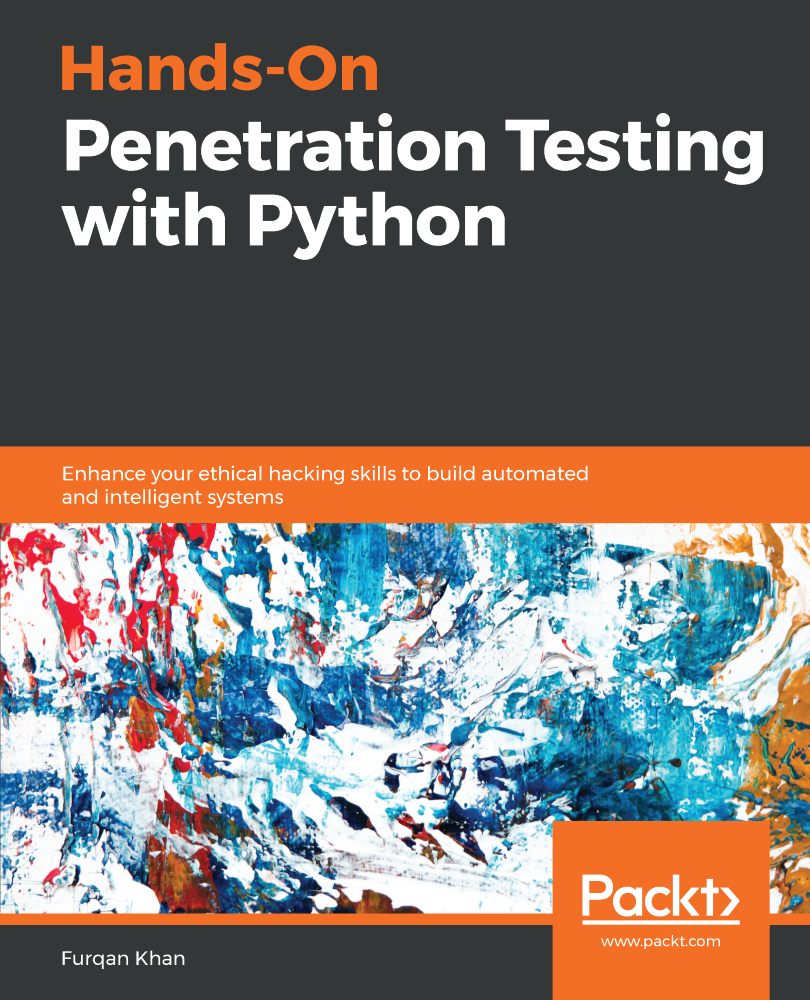 Hands-On
Penetration Testing
with Python
Enhance your ethical hacking skills to build automated
and intelligent systems
Packt>
www.packt.com
Furqan Khan